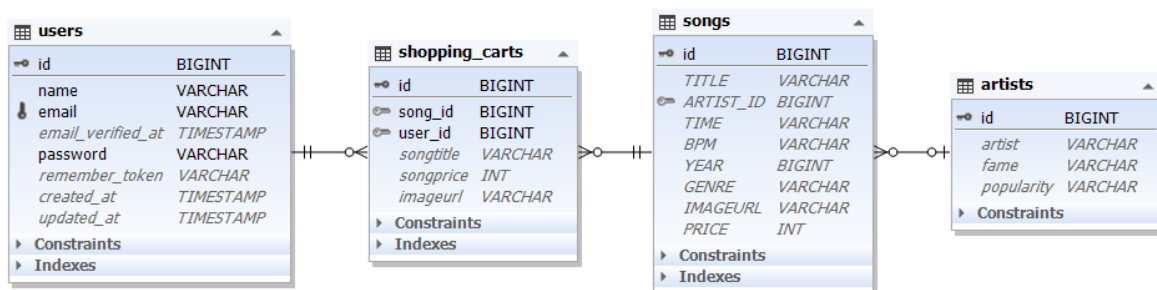 users
id BIGINT
name VARCHAR
email VARCHAR
email_verified_at TIMESTAMP
password VARCHAR
remember_token VARCHAR
created_at TIMESTAMP
updated_at TIMESTAMP
Constraints
Indexes
shopping_carts
id BIGINT
song_id BIGINT
user_id BIGINT
songtitle VARCHAR
songprice INT
imageurl VARCHAR
Constraints
Indexes
songs
id BIGINT
TITLE VARCHAR
ARTIST_ID BIGINT
TIME VARCHAR
BPM VARCHAR
YEAR BIGINT
GENRE VARCHAR
IMAGEURL VARCHAR
PRICE INT
Constraints
Indexes
artists
id BIGINT
artist VARCHAR
fame VARCHAR
popularity VARCHAR
Constraints